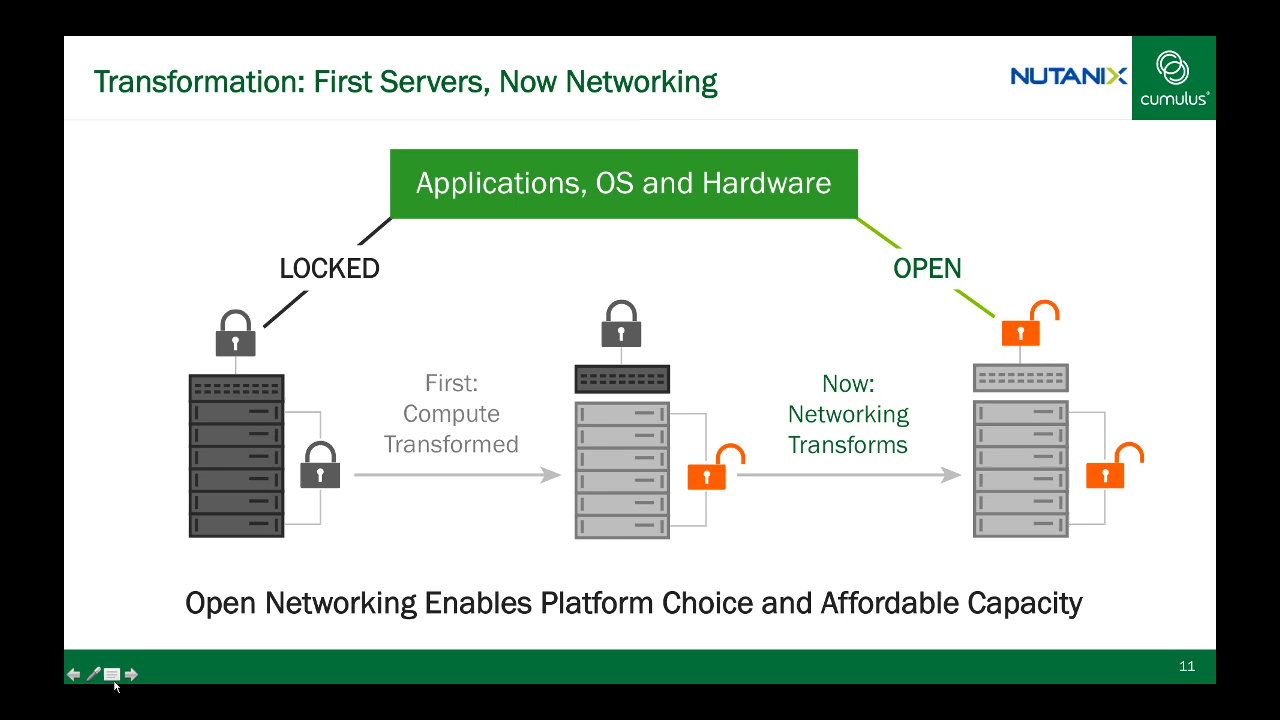 Transformation: First Servers, Now Networking
NUTANIX
cumulus®
Applications, OS and Hardware
LOCKED
OPEN
First:
Compute
Transformed
Now:
Networking
Transforms
Open Networking Enables Platform Choice and Affordable Capacity
11